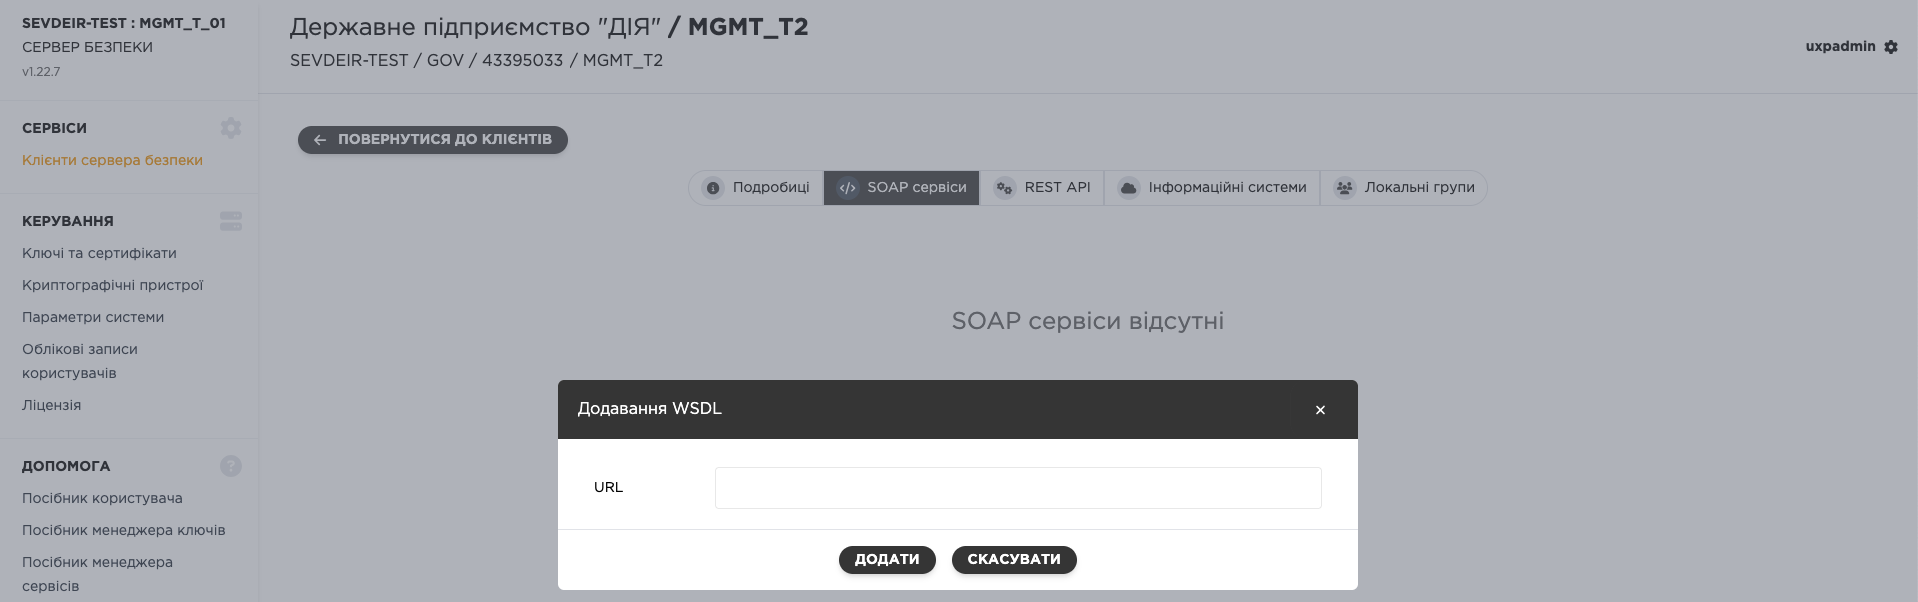 SEVDEIR-TEST : MGMT_T_01
СЕРВЕР БЕЗПЕКИ
v1.22.7
Державне підприємство "ДІЯ" / MGMT_T2
SEVDEIR-TEST / GOV / 43395033 / MGMT_T2
uxpadmin
СЕРВІСИ
Клієнти сервера безпеки
КЕРУВАННЯ
Ключі та сертифікати
Криптографічні пристрої
Параметри системи
Облікові записи
користувачів
Ліцензія
ДОПОМОГА
Посібник користувача
Посібник менеджера ключів
Посібник менеджера
сервісів
ПОВЕРНУТИСЯ ДО КЛІЄНТІВ
Подробиці
SOAP сервіси
REST API
Інформаційні системи
Локальні групи
SOAP сервіси відсутні
Додавання WSDL
URL
ДОДАТИ
СКАСУВАТИ